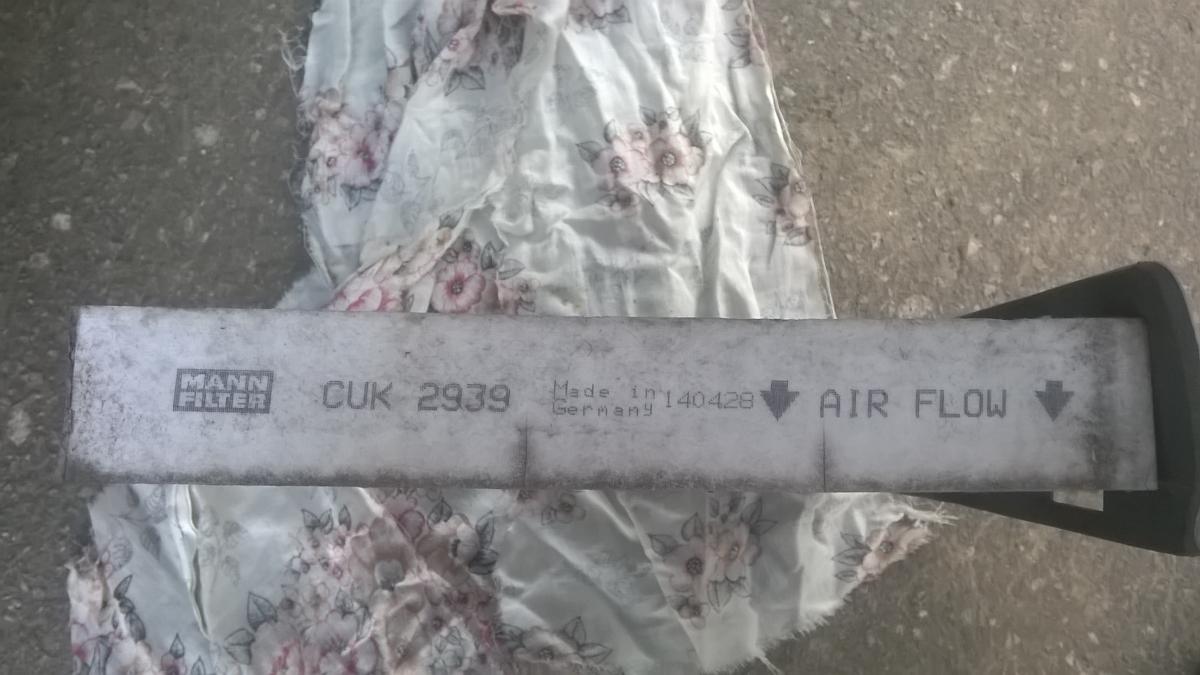 MANN
FILTER
CUK 2939
Made in
Germany
140428
AIR FLOW